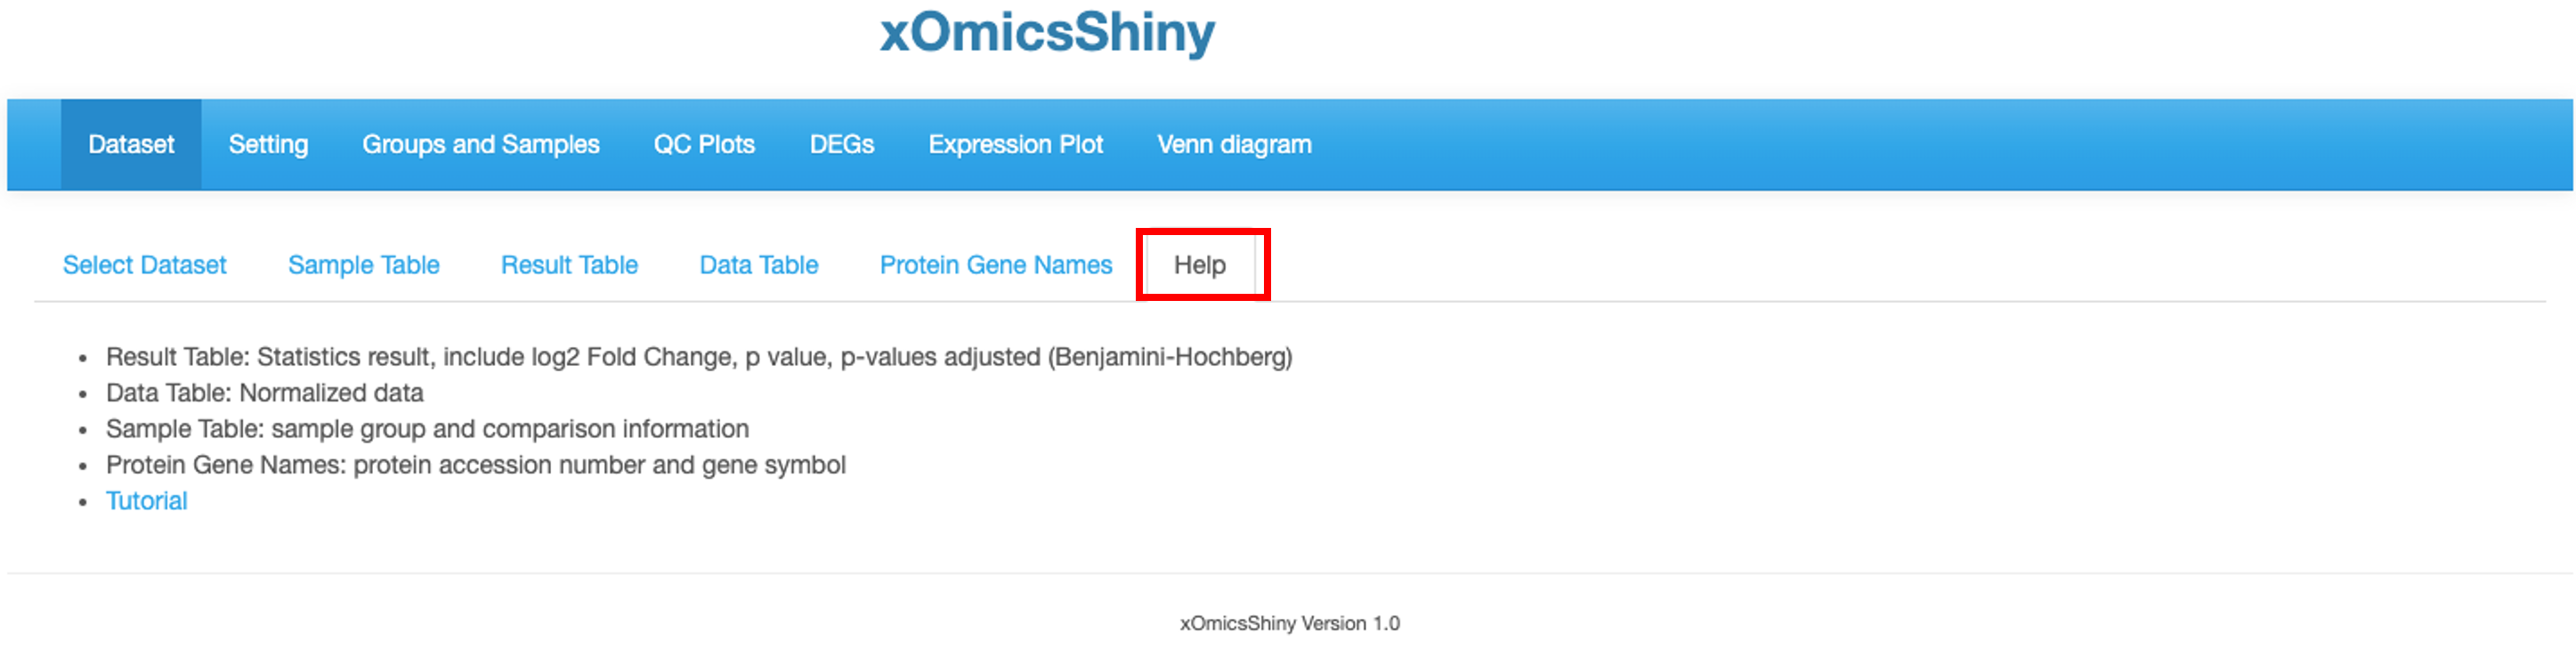 xOmicsShiny
Dataset Setting Groups and Samples QC Plots DEGs Expression Plot Venn diagram
Select Dataset Sample Table Result Table Data Table Protein Gene Names Help
• Result Table: Statistics result, include log2 Fold Change, p value, p-values adjusted (Benjamini-Hochberg)
• Data Table: Normalized data
• Sample Table: sample group and comparison information
• Protein Gene Names: protein accession number and gene symbol
• Tutorial
xOmicsShiny Version 1.0